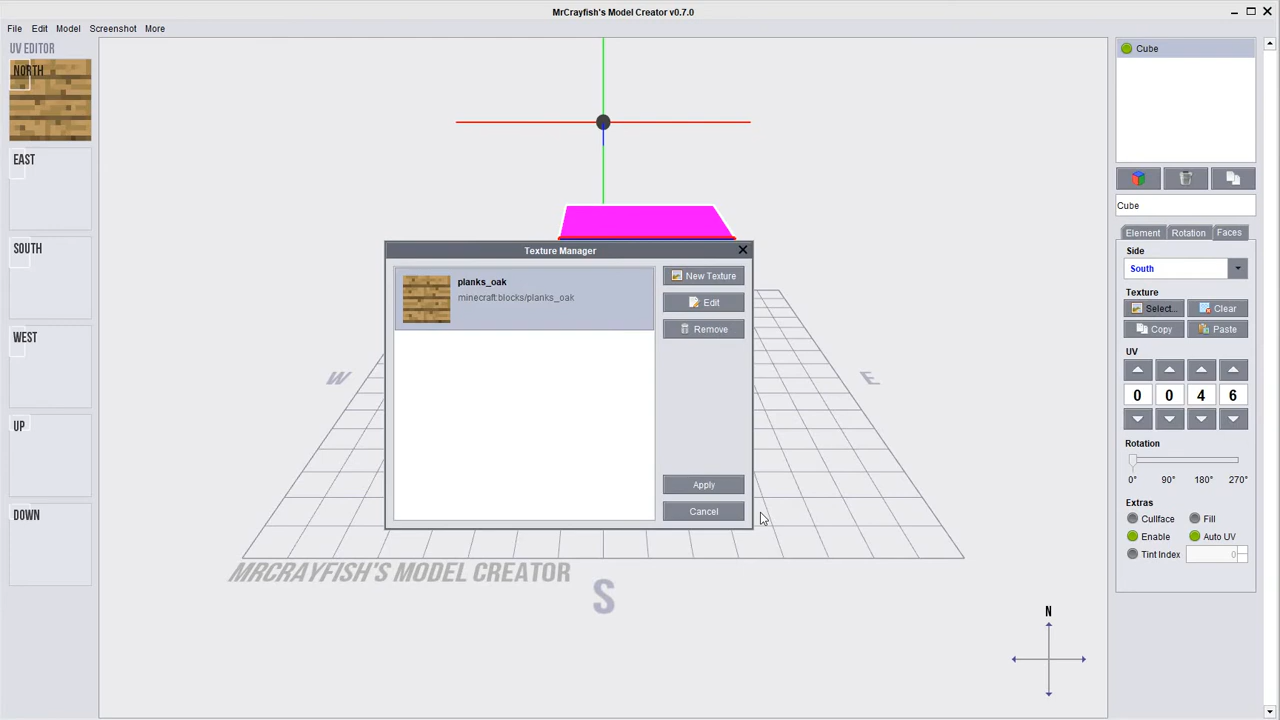 MrCrayfish's Model Creator v0.7.0
File Edit Model Screenshot More
UV EDITOR
NORTH
EAST
SOUTH
WEST
UP
DOWN
Texture Manager
planks_oak
minecraft:blocks/planks_oak
New Texture
Edit
Remove
Apply
Cancel
W
E
MRCRAYFISH'S MODEL CREATOR
S
N
Cube
Cube
Element Rotation Faces
Side
South
Texture
Select... Clear
Copy Paste
UV
0 0 4 6
Rotation
0° 90° 180° 270°
Extras
Cullface Fill
Enable Auto UV
Tint Index 0